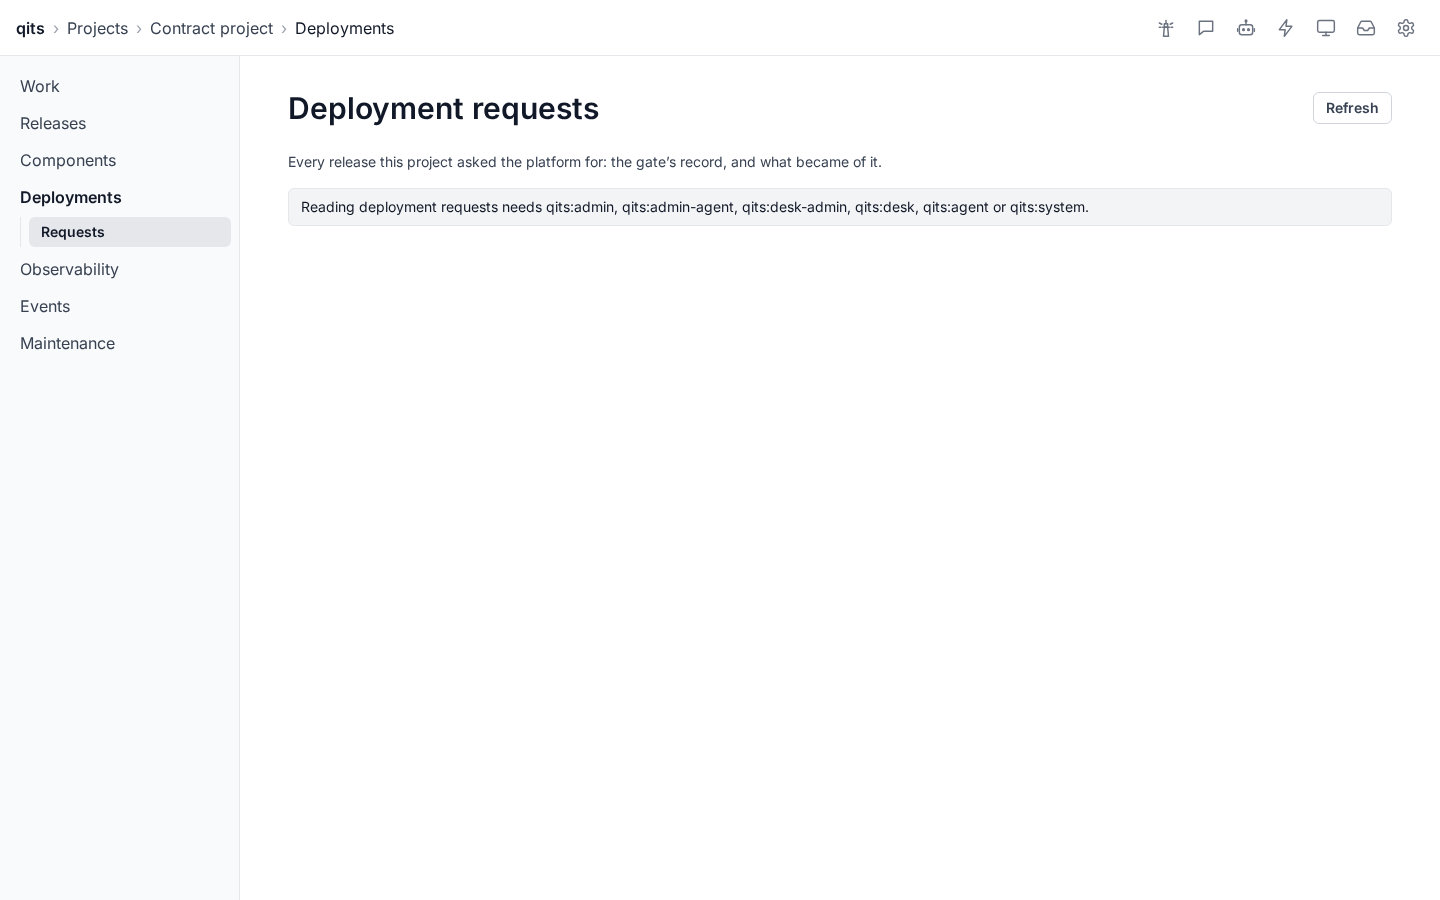 qits › Projects › Contract project › Deployments
Work
Releases
Components
Deployments
Requests
Observability
Events
Maintenance
Deployment requests
Refresh
Every release this project asked the platform for: the gate’s record, and what became of it.
Reading deployment requests needs qits:admin, qits:admin-agent, qits:desk-admin, qits:desk, qits:agent or qits:system.